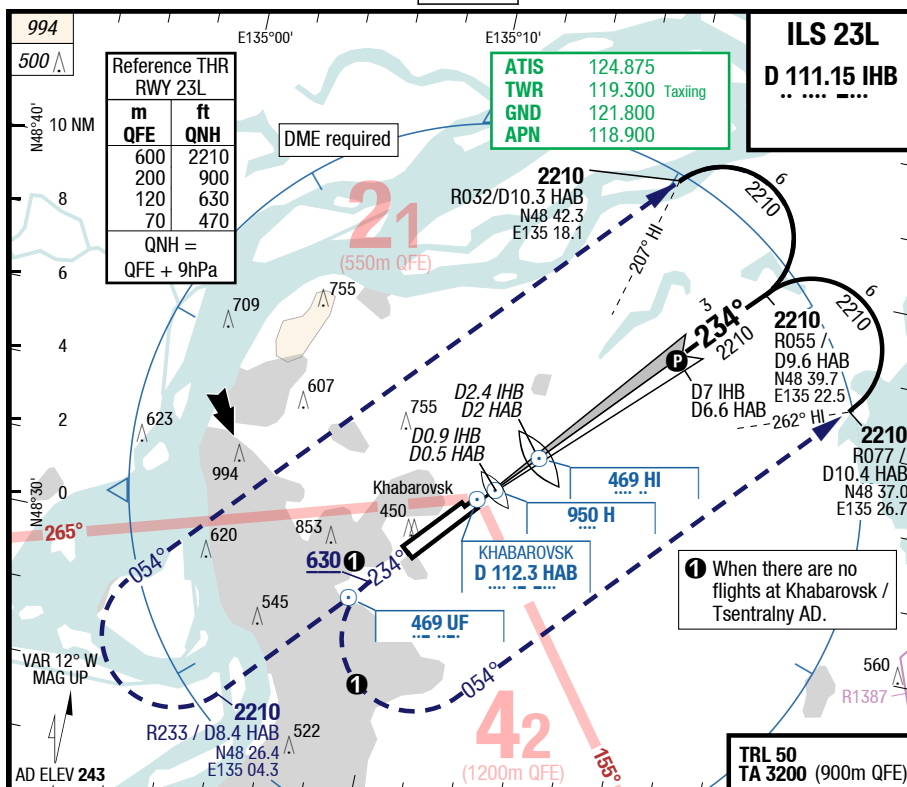 994
500
E135°00'
E135°10'
ILS 23L
D 111.15 IHB
Reference THR
RWY 23L
m ft
QFE QNH
600 2210
200 900
120 630
70 470
QNH =
QFE + 9hPa
ATIS 124.875
TWR 119.300 Taxiing
GND 121.800
APN 118.900
N48°40'
10 NM
8
6
4
2
0
N48°30'
DME required
21
(550m QFE)
2210
R032/D10.3 HAB
N48 42.3
E135 18.1
207° HI
6
2210
6
2210
3
234°
2210
2210
R055 /
D9.6 HAB
N48 39.7
E135 22.5
262° HI
P
D7 IHB
D6.6 HAB
2210
R077 /
D10.4 HAB
N48 37.0
E135 26.7
709
755
607
623
755
994
D2.4 IHB
D2 HAB
D0.9 IHB
D0.5 HAB
Khabarovsk
450
853
620
545
522
469 HI
950 H
KHABAROVSK
D 112.3 HAB
265°
054°
630 1
234°
469 UF
1
054°
1 When there are no
flights at Khabarovsk /
Tsentralny AD.
560
R1387
VAR 12° W
MAG UP
2210
R233 / D8.4 HAB
N48 26.4
E135 04.3
42
(1200m QFE)
155°
AD ELEV 243
TRL 50
TA 3200 (900m QFE)